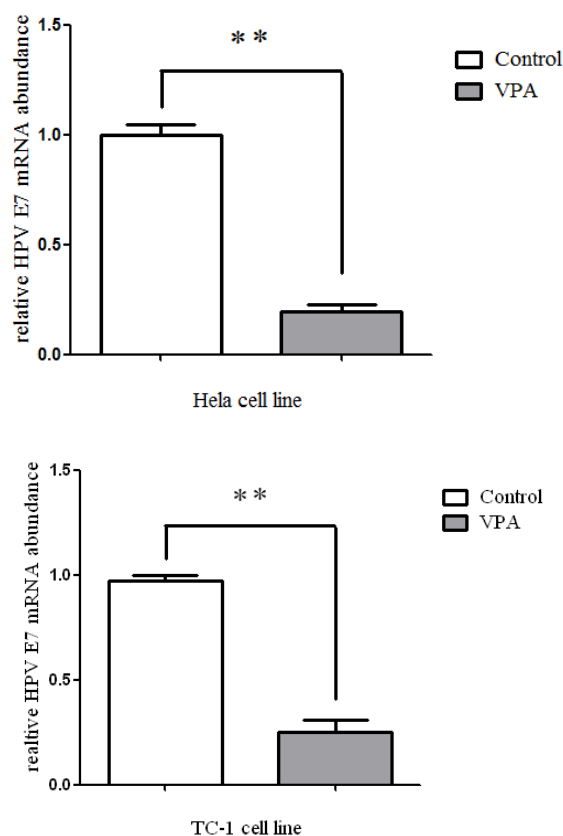 1.5
1.0
0.5
0.0
relative HPV E7 mRNA abundance
* *
Control
VPA
Hela cell line
1.5
1.0
0.5
0.0
realtive HPV E7 mRNA abundance
* *
Control
VPA
TC-1 cell line